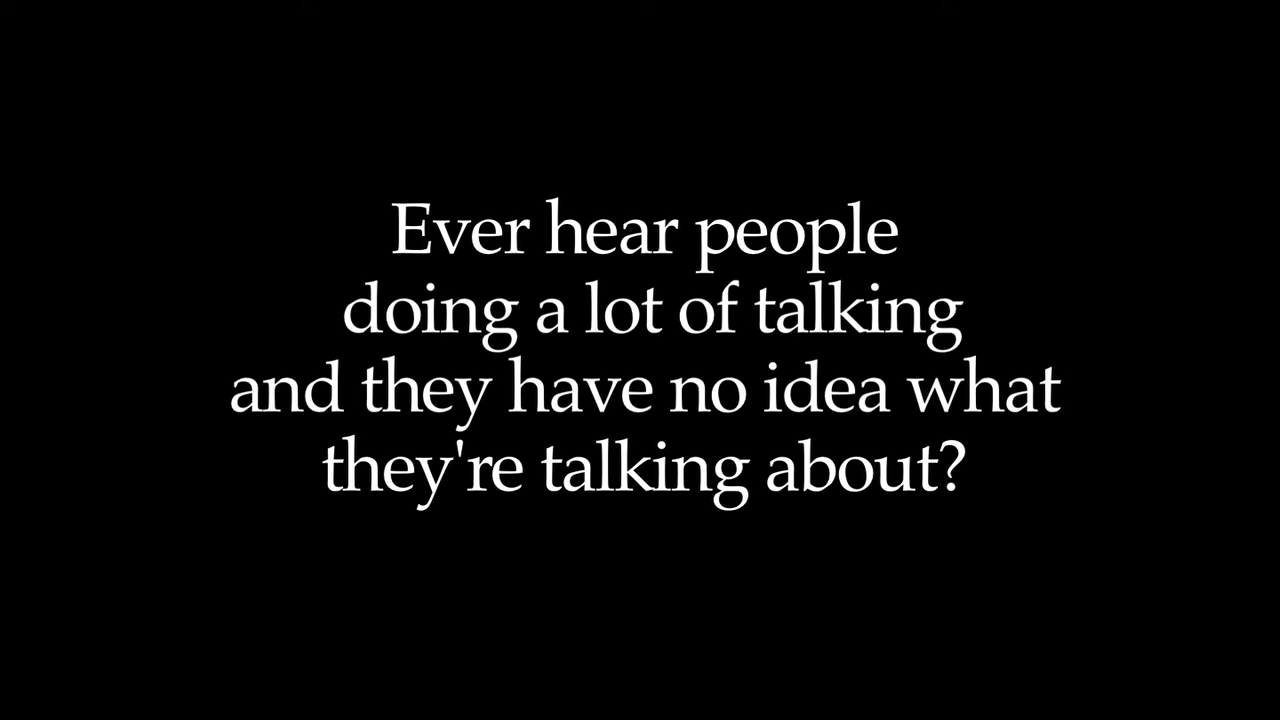 Ever hear people
doing a lot of talking
and they have no idea what
they're talking about?